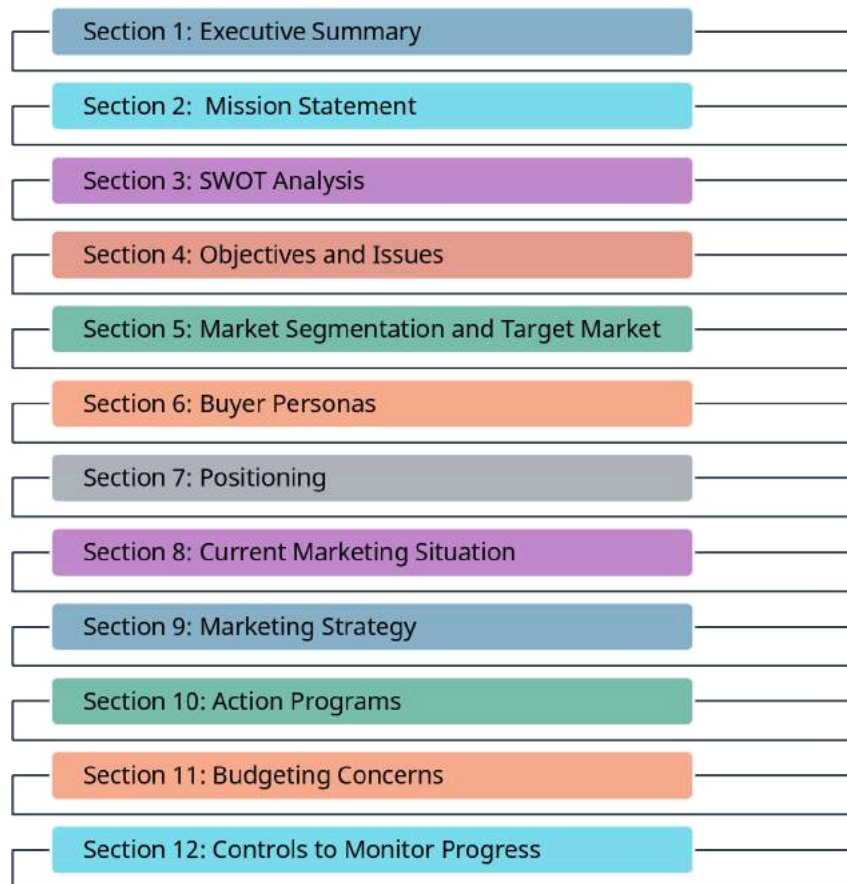 Section 1: Executive Summary
Section 2:  Mission Statement
Section 3: SWOT Analysis
Section 4: Objectives and Issues
Section 5: Market Segmentation and Target Market
Section 6: Buyer Personas
Section 7: Positioning
Section 8: Current Marketing Situation
Section 9: Marketing Strategy
Section 10: Action Programs
Section 11: Budgeting Concerns
Section 12: Controls to Monitor Progress